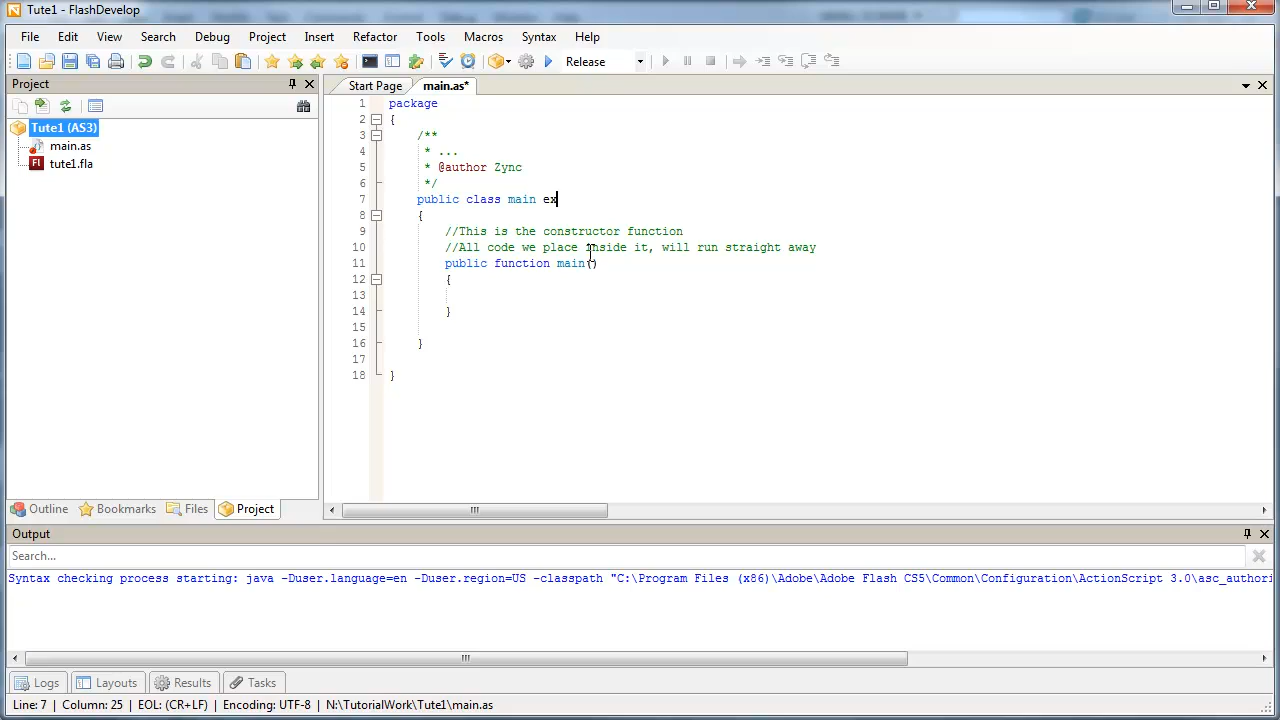 Tute1 - FlashDevelop
File Edit View Search Debug Project Insert Refactor Tools Macros Syntax Help
Release
Project
Start Page main.as*
Tute1 (AS3)
main.as
Fl tute1.fla
1 package
2 {
3 /**
4 * ...
5 * @author Zync
6 */
7 public class main ex
8 {
9 //This is the constructor function
10 //All code we place inside it, will run straight away
11 public function main()
12 {
13
14 }
15
16 }
17
18 }
Outline Bookmarks Files Project
Output
Search...
Syntax checking process starting: java -Duser.language=en -Duser.region=US -classpath "C:\Program Files (x86)\Adobe\Adobe Flash CS5\Common\Configuration\ActionScript 3.0\asc_authori
Logs Layouts Results Tasks
Line: 7 | Column: 25 | EOL: (CR+LF) | Encoding: UTF-8 | N:\TutorialWork\Tute1\main.as